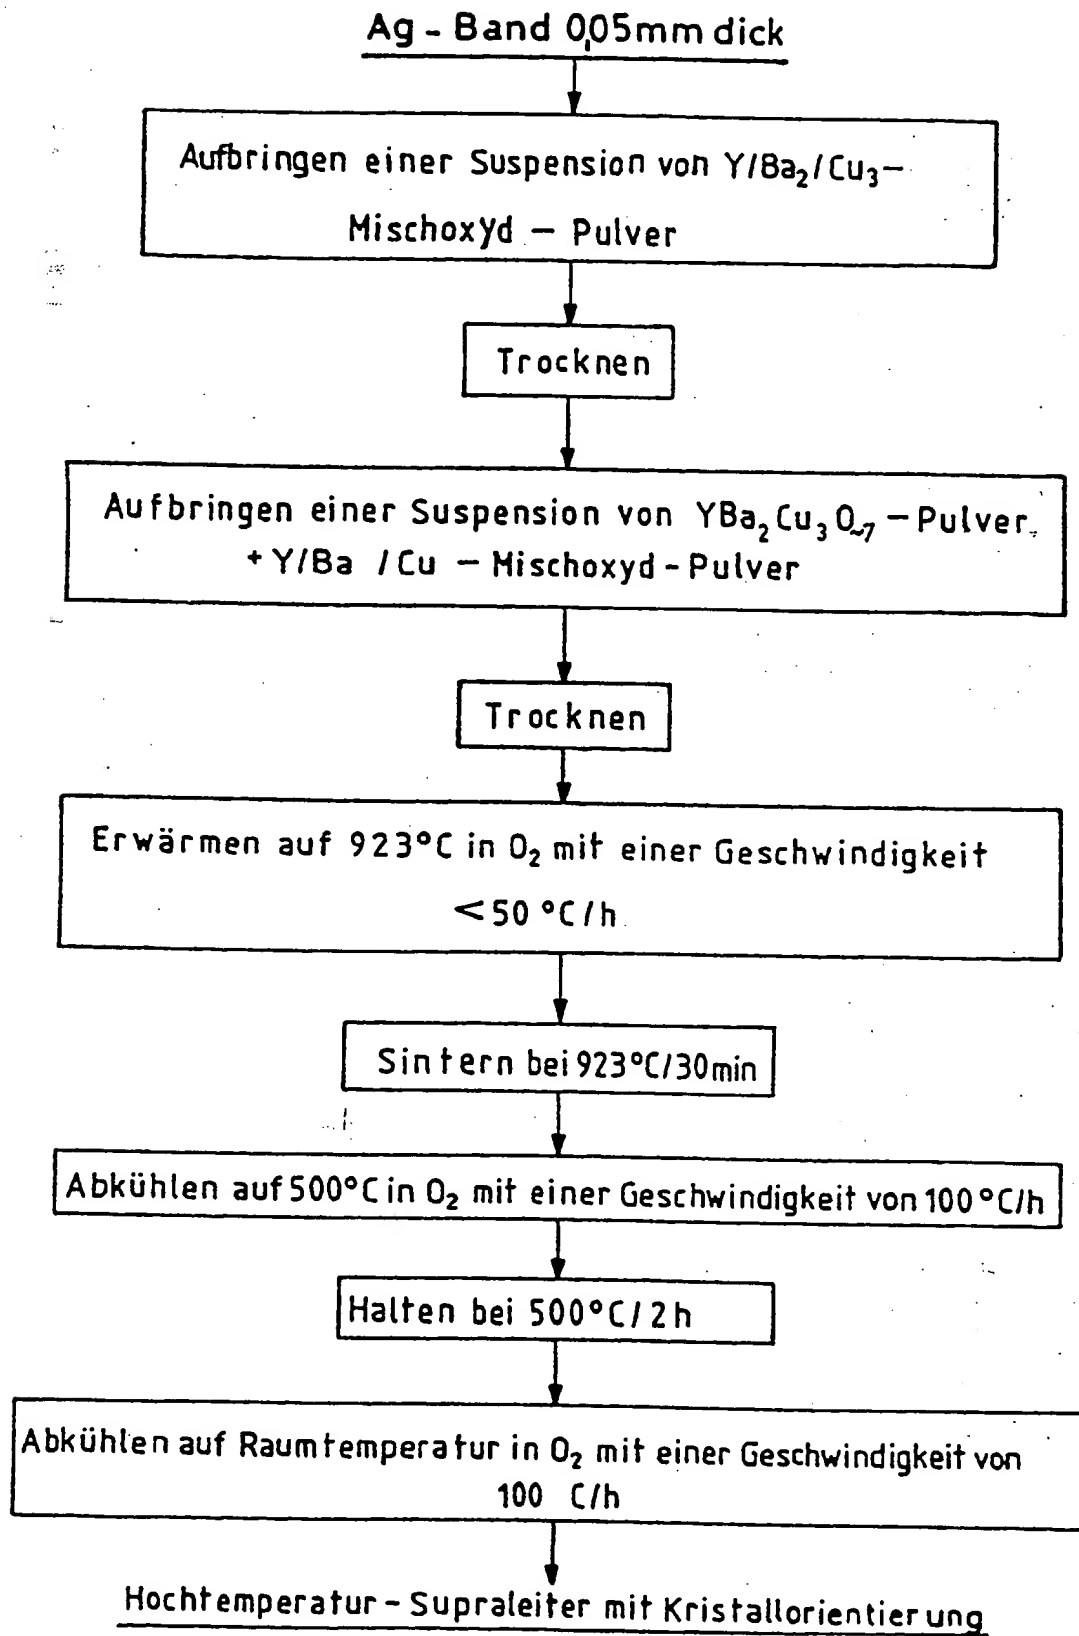 Ag - Band 0,05mm dick
Aufbringen einer Suspension von Y/Ba₂/Cu₃-
Mischoxyd - Pulver
Trocknen
Aufbringen einer Suspension von YBa₂Cu₃O~₇ - Pulver
+ Y/Ba /Cu - Mischoxyd - Pulver
Trocknen
Erwärmen auf 923°C in O₂ mit einer Geschwindigkeit
<50 °C/h
Sintern bei 923°C/30min
Abkühlen auf 500°C in O₂ mit einer Geschwindigkeit von 100°C/h
Halten bei 500°C/2h
Abkühlen auf Raumtemperatur in O₂ mit einer Geschwindigkeit von
100 C/h
Hochtemperatur - Supraleiter mit Kristallorientierung